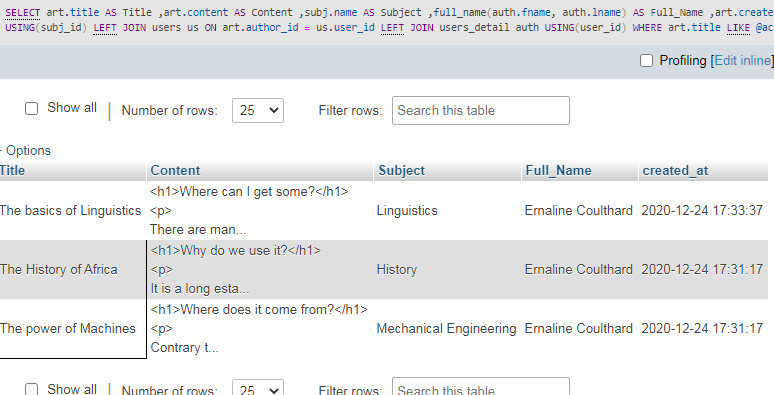 SELECT art.title AS Title ,art.content AS Content ,subj.name AS Subject ,full_name(auth.fname, auth.lname) AS Full_Name ,art.create
USING(subj_id) LEFT JOIN users us ON art.author_id = us.user_id LEFT JOIN users_detail auth USING(user_id) WHERE art.title LIKE @ac
Profiling [Edit inline]
Show all | Number of rows: 25 Filter rows: Search this table
Options
Title Content Subject Full_Name created_at
<h1>Where can I get some?</h1>
The basics of Linguistics <p> Linguistics Ernaline Coulthard 2020-12-24 17:33:37
There are man...
<h1>Why do we use it?</h1>
The History of Africa <p> History Ernaline Coulthard 2020-12-24 17:31:17
It is a long esta...
<h1>Where does it come from?</h1>
The power of Machines <p> Mechanical Engineering Ernaline Coulthard 2020-12-24 17:31:17
Contrary t...
Show all | Number of rows: 25 Filter rows: Search this table